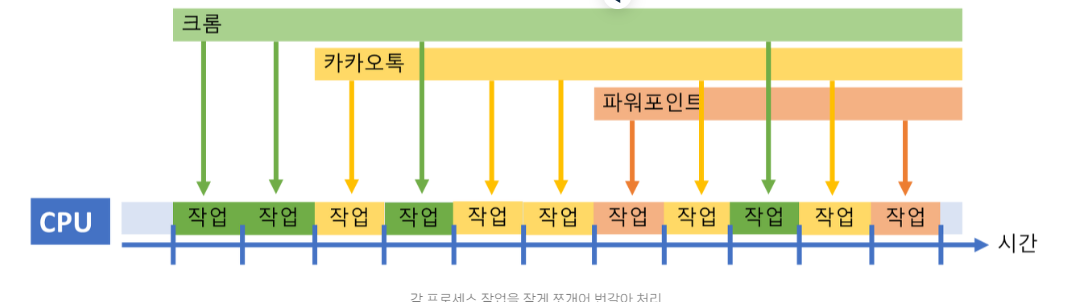 크롬
카카오톡
파워포인트
CPU
작업 작업 작업 작업 작업 작업 작업 작업 작업 작업 작업
시간
각 프로세스 작업을 잘게 쪼개어 번갈아 처리